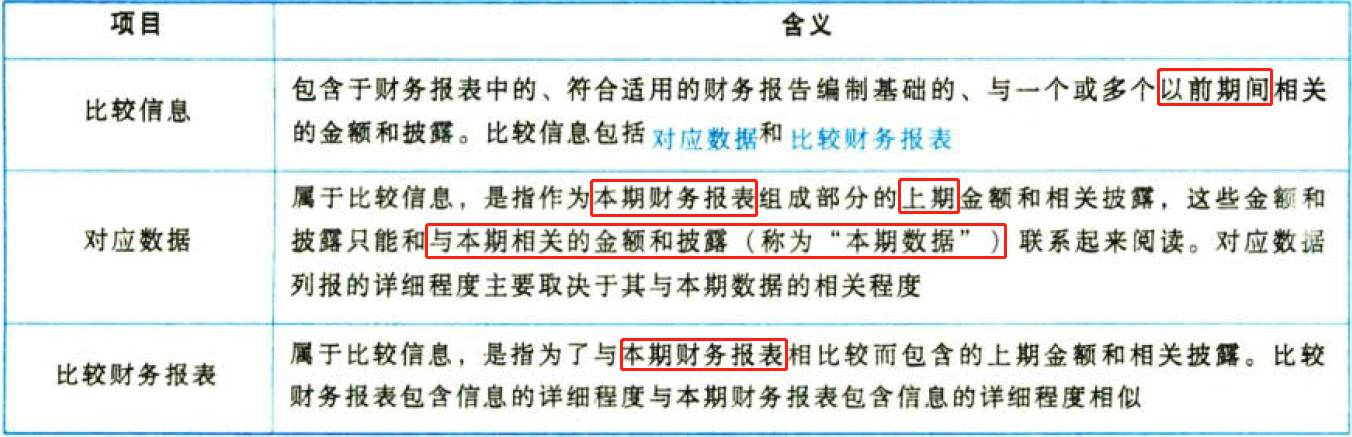 项目
含义
比较信息
包含于财务报表中的、符合适用的财务报告编制基础的、与一个或多个以前期间相关
的金额和披露。比较信息包括对应数据和比较财务报表
对应数据
属于比较信息，是指作为本期财务报表组成部分的上期金额和相关披露，这些金额和
披露只能和与本期相关的金额和披露（称为“本期数据”）联系起来阅读。对应数据
列报的详细程度主要取决于其与本期数据的相关程度
比较财务报表
属于比较信息，是指为了与本期财务报表相比较而包含的上期金额和相关披露。比较
财务报表包含信息的详细程度与本期财务报表包含信息的详细程度相似